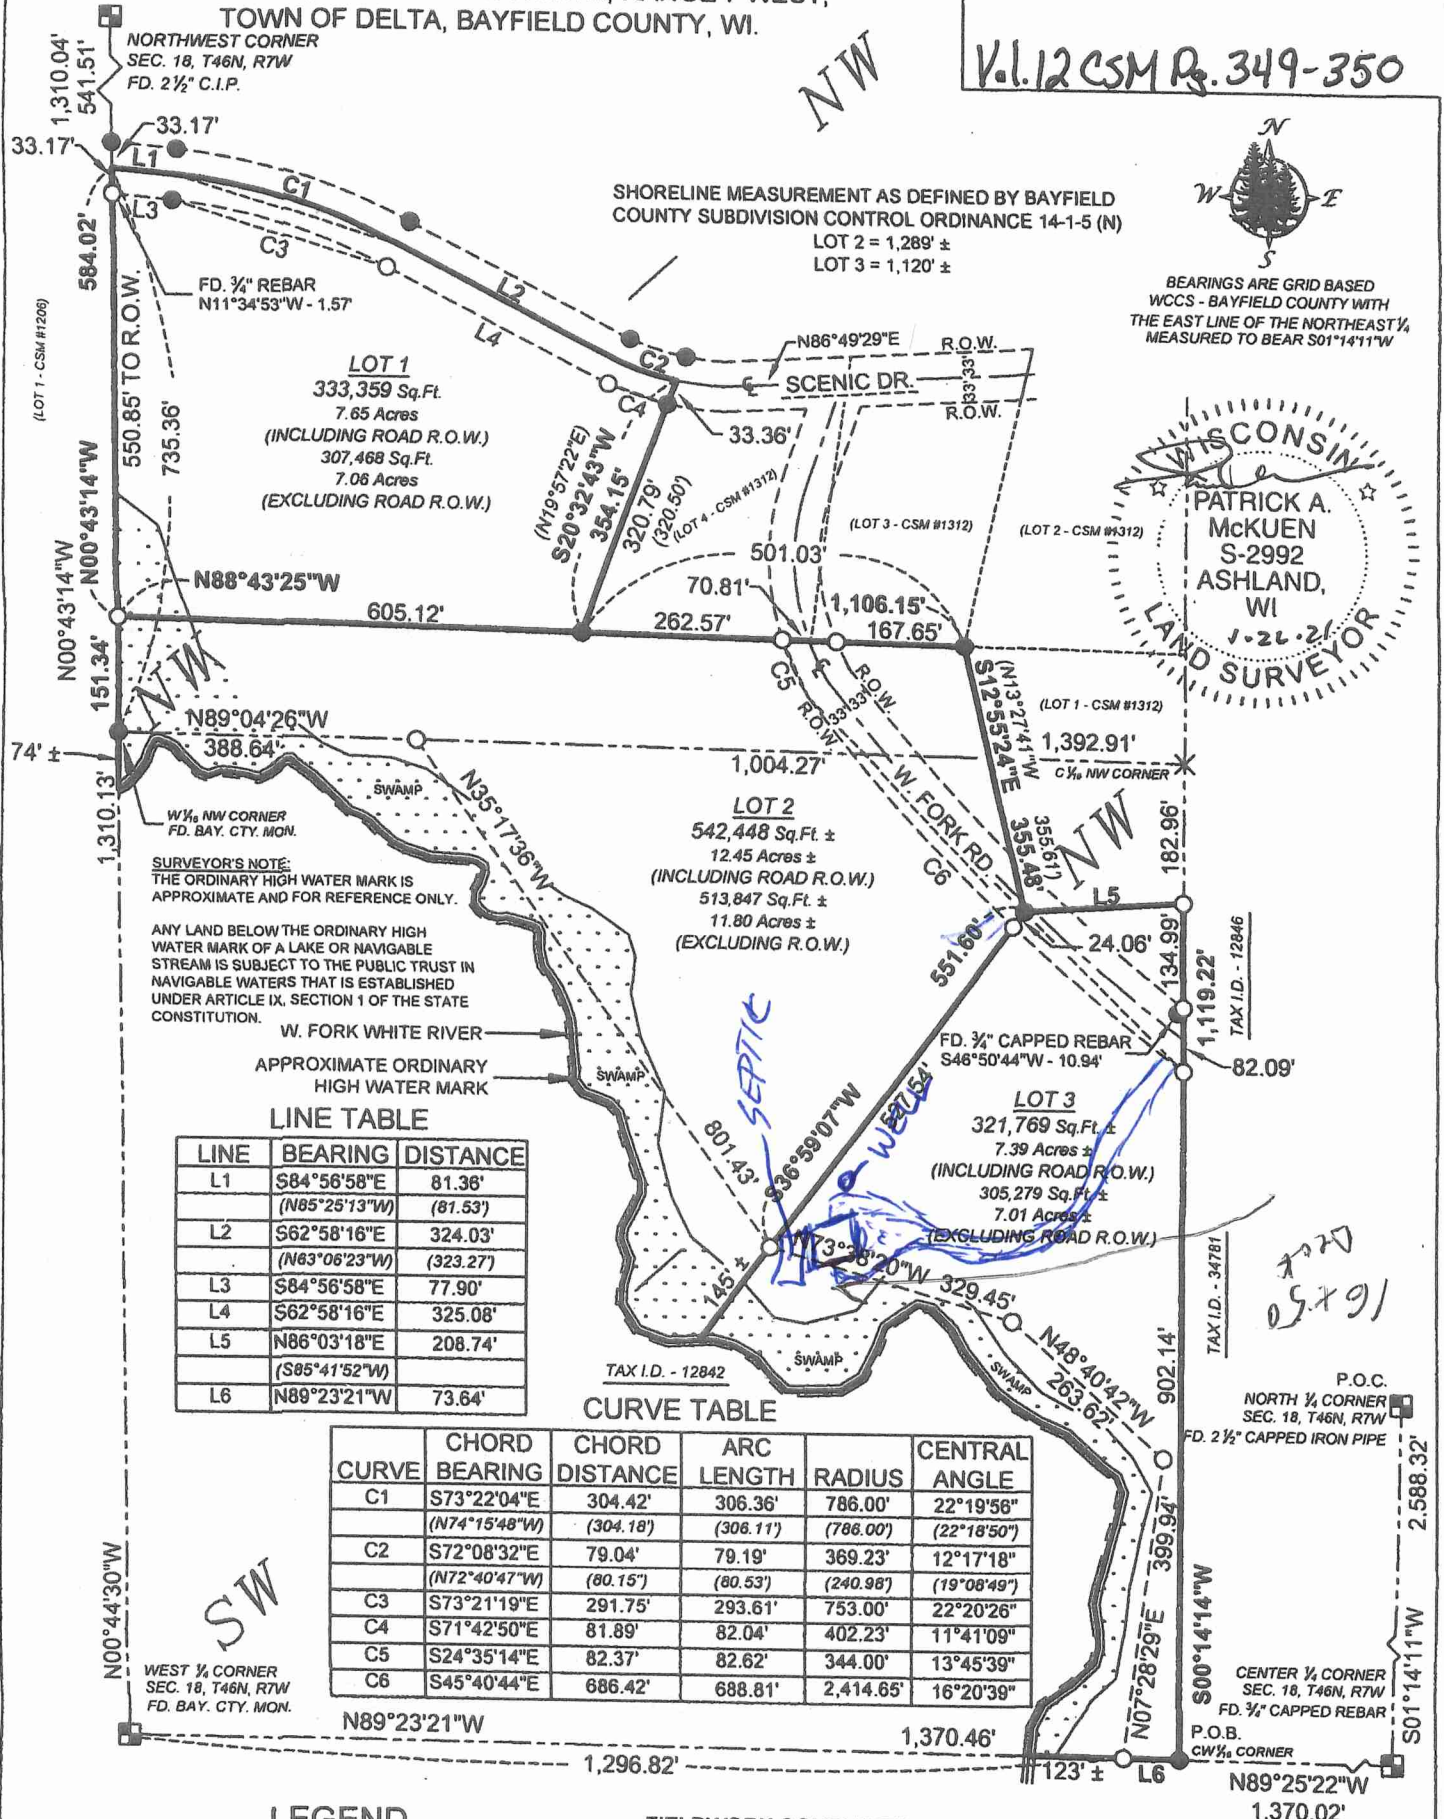 TOWN OF DELTA, BAYFIELD COUNTY, WI.
Vol. 12 CSM Pg. 349-350
NORTHWEST CORNER
SEC. 18, T46N, R7W
FD. 2½" C.I.P.
1,310.04'
541.51'
NW
33.17'
33.17'
L1
C1
L3
C3
L2
L4
C2
C4
584.02'
550.85' TO R.O.W.
735.36'
(LOT 1 - CSM #1206)
FD. ¾" REBAR
N11°34'53"W - 1.57'
SHORELINE MEASUREMENT AS DEFINED BY BAYFIELD
COUNTY SUBDIVISION CONTROL ORDINANCE 14-1-5 (N)
LOT 2 = 1,289' ±
LOT 3 = 1,120' ±
N
W
E
S
BEARINGS ARE GRID BASED
WCCS - BAYFIELD COUNTY WITH
THE EAST LINE OF THE NORTHEAST ¼
MEASURED TO BEAR S01°14'11"W
LOT 1
333,359 Sq.Ft.
7.65 Acres
(INCLUDING ROAD R.O.W.)
307,468 Sq.Ft.
7.06 Acres
(EXCLUDING ROAD R.O.W.)
N86°49'29"E
R.O.W.
SCENIC DR.
33'
33'
R.O.W.
33.36'
(N19°57'22"E)
S20°32'43"W
354.15'
320.79'
(320.50')
(LOT 4 - CSM #1312)
(LOT 3 - CSM #1312)
(LOT 2 - CSM #1312)
WISCONSIN
PATRICK A.
McKUEN
S-2992
ASHLAND,
WI
1-26-21
LAND SURVEYOR
N00°43'14"W
N00°43'14"W
N88°43'25"W
605.12'
501.03'
70.81'
262.57'
1,106.15'
167.65'
151.34'
NW
N89°04'26"W
388.64'
74' ±
1,310.13'
C5
R.O.W.
33'
33'
R.O.W.
S12°55'24"E
(N13°27'41"W
355.48'
355.61')
(LOT 1 - CSM #1312)
1,392.91'
1,004.27'
C 1/16 NW CORNER
W 1/16 NW CORNER
FD. BAY. CTY. MON.
SWAMP
N35°17'36"W
W. FORK RD.
C6
NW
182.96'
L5
LOT 2
542,448 Sq.Ft. ±
12.45 Acres ±
(INCLUDING ROAD R.O.W.)
513,847 Sq.Ft. ±
11.80 Acres ±
(EXCLUDING R.O.W.)
SURVEYOR'S NOTE:
THE ORDINARY HIGH WATER MARK IS
APPROXIMATE AND FOR REFERENCE ONLY.
ANY LAND BELOW THE ORDINARY HIGH
WATER MARK OF A LAKE OR NAVIGABLE
STREAM IS SUBJECT TO THE PUBLIC TRUST IN
NAVIGABLE WATERS THAT IS ESTABLISHED
UNDER ARTICLE IX, SECTION 1 OF THE STATE
CONSTITUTION.
W. FORK WHITE RIVER
APPROXIMATE ORDINARY
HIGH WATER MARK
SWAMP
24.06'
551.60'
134.99'
1,119.22'
TAX I.D. - 12846
FD. ¾" CAPPED REBAR
S46°50'44"W - 10.94'
82.09'
SEPTIC
WELL
527.54'
S36°59'07"W
801.43'
LOT 3
321,769 Sq.Ft. ±
7.39 Acres ±
(INCLUDING ROAD R.O.W.)
305,279 Sq.Ft. ±
7.01 Acres ±
(EXCLUDING ROAD R.O.W.)
N73°38'20"W
329.45'
145' ±
SWAMP
SWAMP
N48°40'42"W
263.62'
902.14'
TAX I.D. - 34781
16x50
TAX I.D. - 12842
LINE TABLE
LINE BEARING DISTANCE
L1 S84°56'58"E 81.36'
(N85°25'13"W) (81.53')
L2 S62°58'16"E 324.03'
(N63°06'23"W) (323.27')
L3 S84°56'58"E 77.90'
L4 S62°58'16"E 325.08'
L5 N86°03'18"E 208.74'
(S85°41'52"W)
L6 N89°23'21"W 73.64'
P.O.C.
NORTH ¼ CORNER
SEC. 18, T46N, R7W
FD. 2½" CAPPED IRON PIPE
2,588.32'
CURVE TABLE
CURVE CHORD BEARING CHORD DISTANCE ARC LENGTH RADIUS CENTRAL ANGLE
C1 S73°22'04"E 304.42' 306.36' 786.00' 22°19'56"
(N74°15'48"W) (304.18') (306.11') (786.00') (22°18'50")
C2 S72°08'32"E 79.04' 79.19' 369.23' 12°17'18"
(N72°40'47"W) (80.15") (80.53') (240.98') (19°08'49")
C3 S73°21'19"E 291.75' 293.61' 753.00' 22°20'26"
C4 S71°42'50"E 81.89' 82.04' 402.23' 11°41'09"
C5 S24°35'14"E 82.37' 82.62' 344.00' 13°45'39"
C6 S45°40'44"E 686.42' 688.81' 2,414.65' 16°20'39"
399.94'
N07°28'29"E
S00°14'14"W
S01°14'11"W
N00°44'30"W
SW
WEST ¼ CORNER
SEC. 18, T46N, R7W
FD. BAY. CTY. MON.
CENTER ¼ CORNER
SEC. 18, T46N, R7W
FD. ¾" CAPPED REBAR
P.O.B.
CW 1/16 CORNER
N89°23'21"W
1,370.46'
1,296.82'
123' ±
L6
N89°25'22"W
1,370.02'
LEGEND